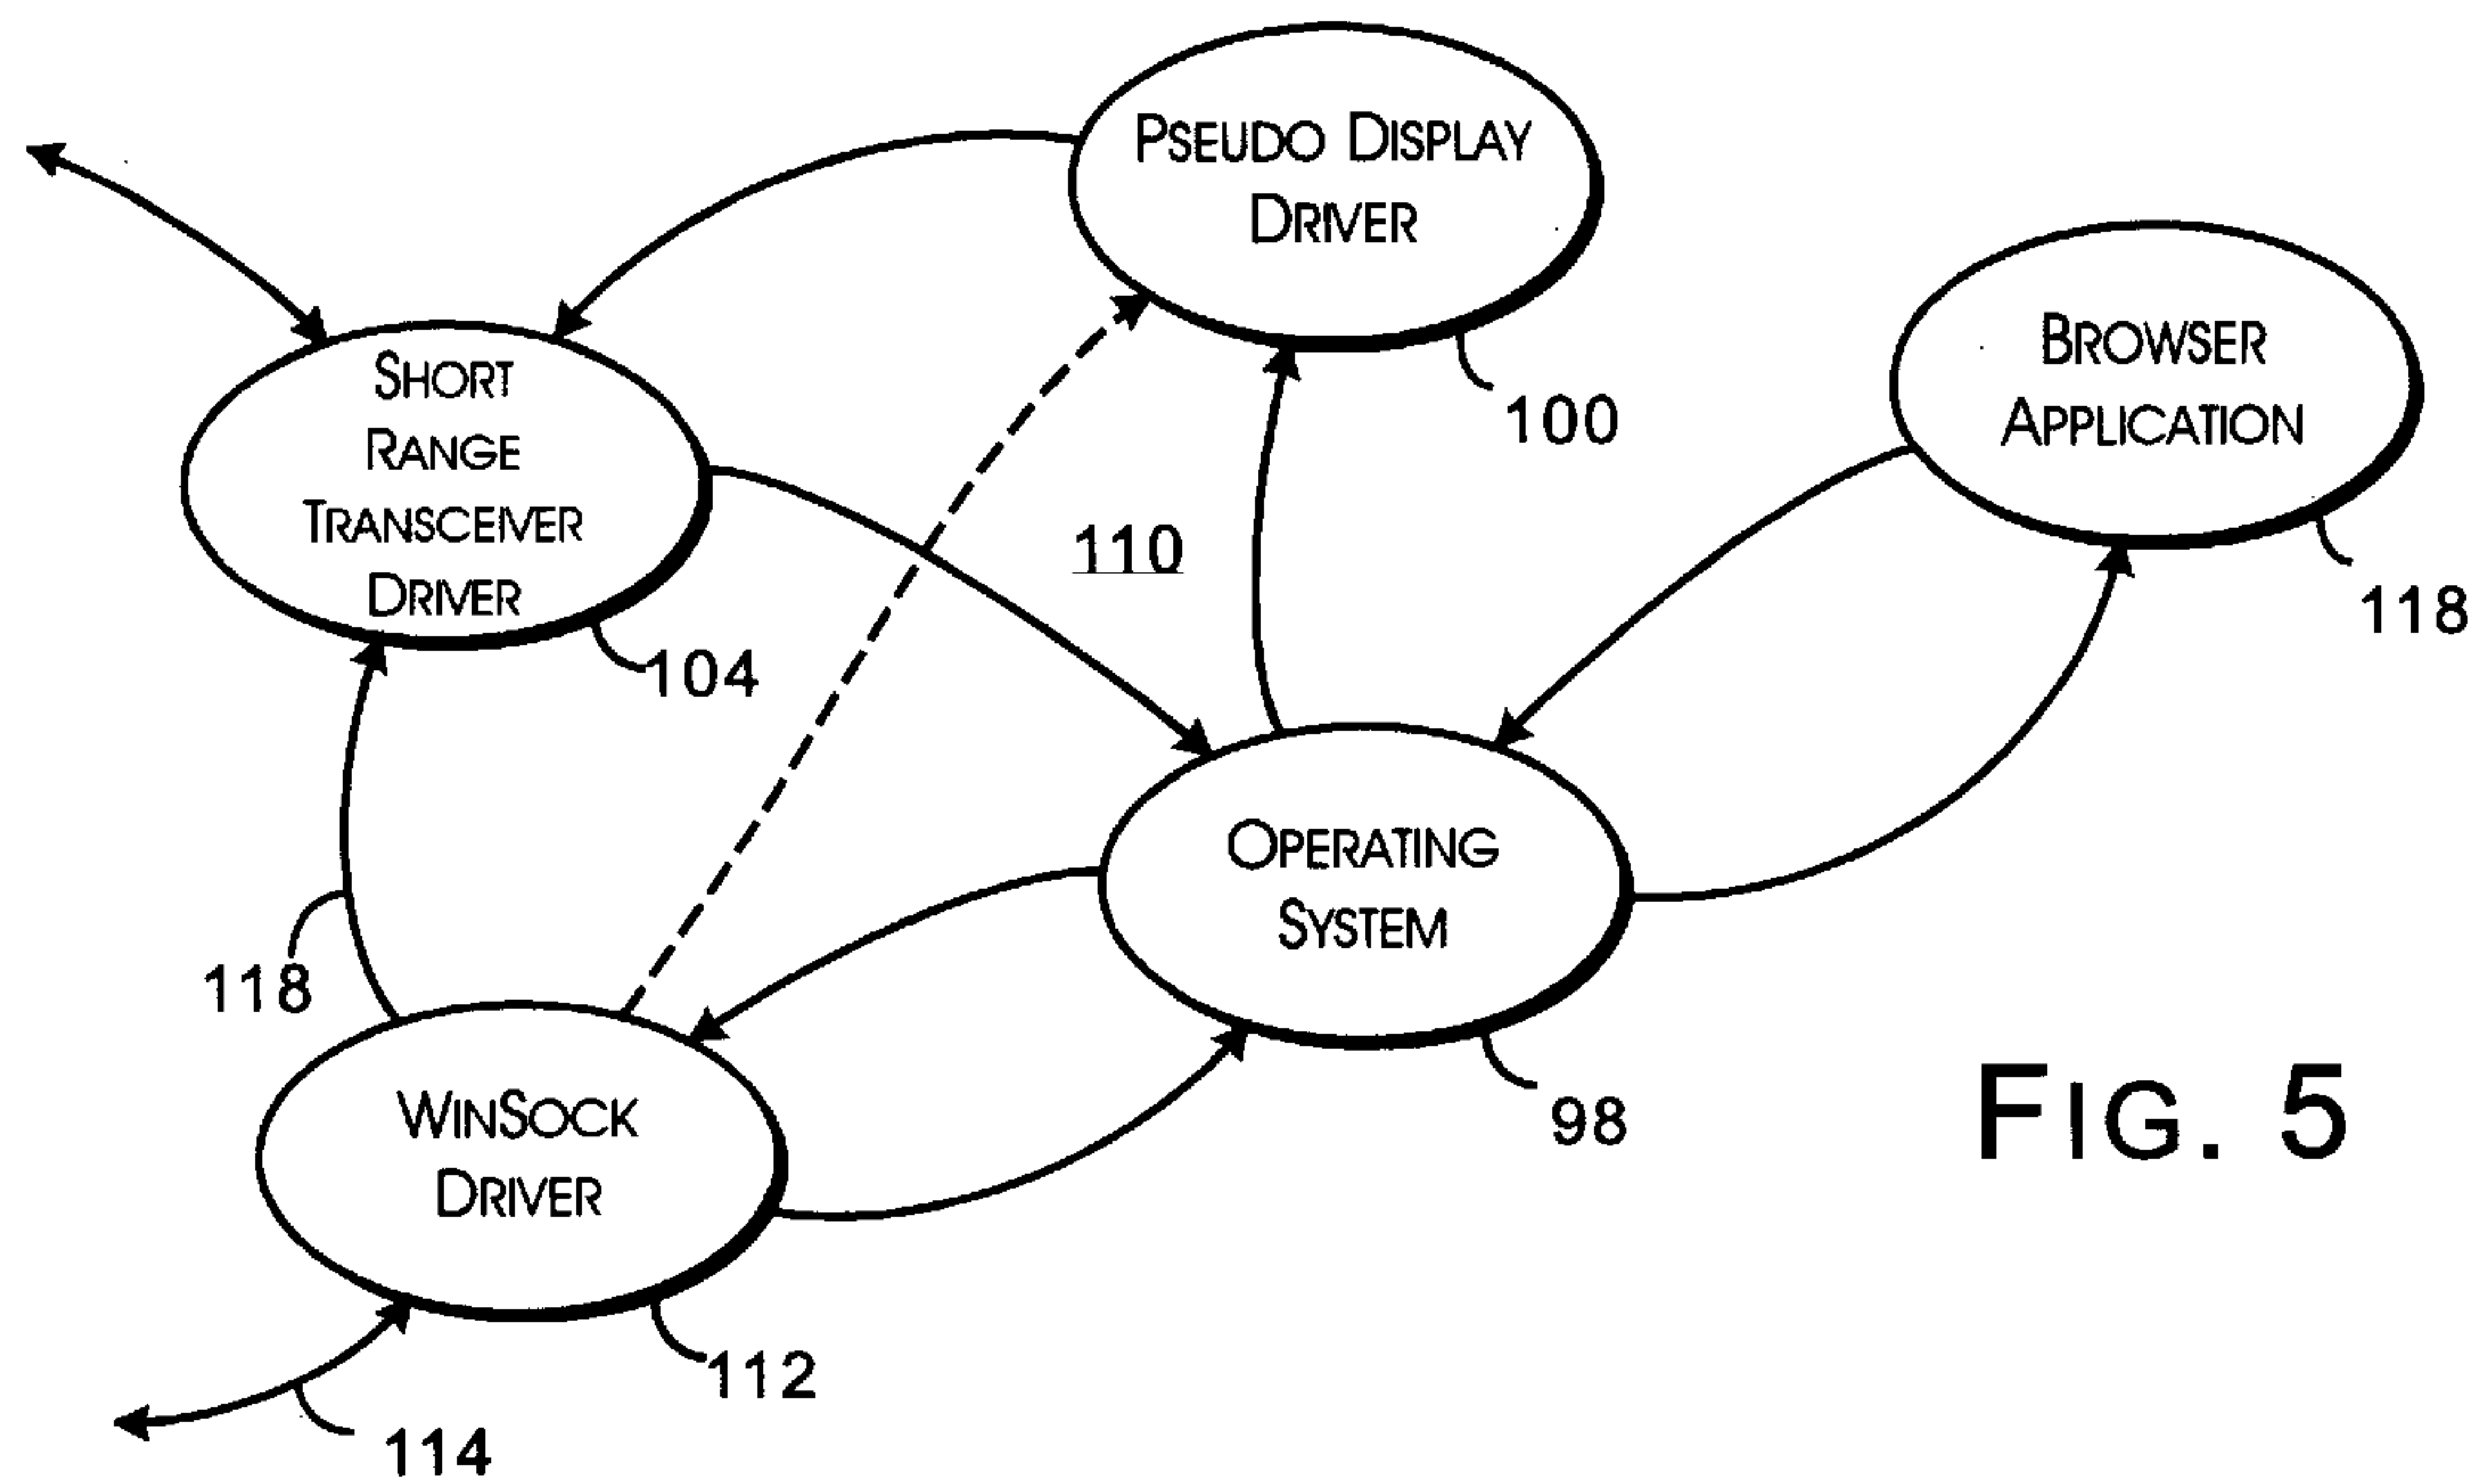 PSEUDO DISPLAY
DRIVER
100
BROWSER
APPLICATION
118
SHORT
RANGE
TRANSCEIVER
DRIVER
104
110
OPERATING
SYSTEM
98
118
WINSOCK
DRIVER
112
114
FIG. 5